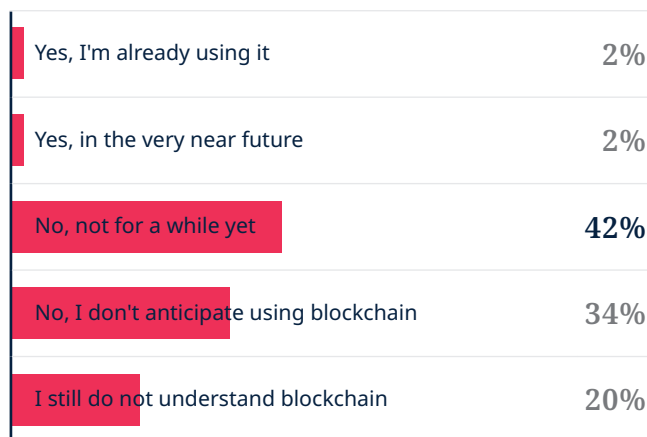 Yes, I'm already using it 2%
Yes, in the very near future 2%
No, not for a while yet 42%
No, I don't anticipate using blockchain 34%
I still do not understand blockchain 20%